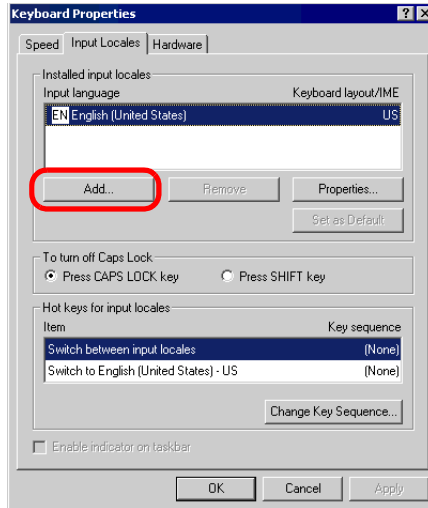 Keyboard Properties
Speed Input Locales Hardware
Installed input locales
Input language Keyboard layout/IME
EN English (United States) US
Add... Remove Properties...
Set as Default
To turn off Caps Lock
Press CAPS LOCK key Press SHIFT key
Hot keys for input locales
Item Key sequence
Switch between input locales (None)
Switch to English (United States) - US (None)
Change Key Sequence...
Enable indicator on taskbar
OK Cancel Apply